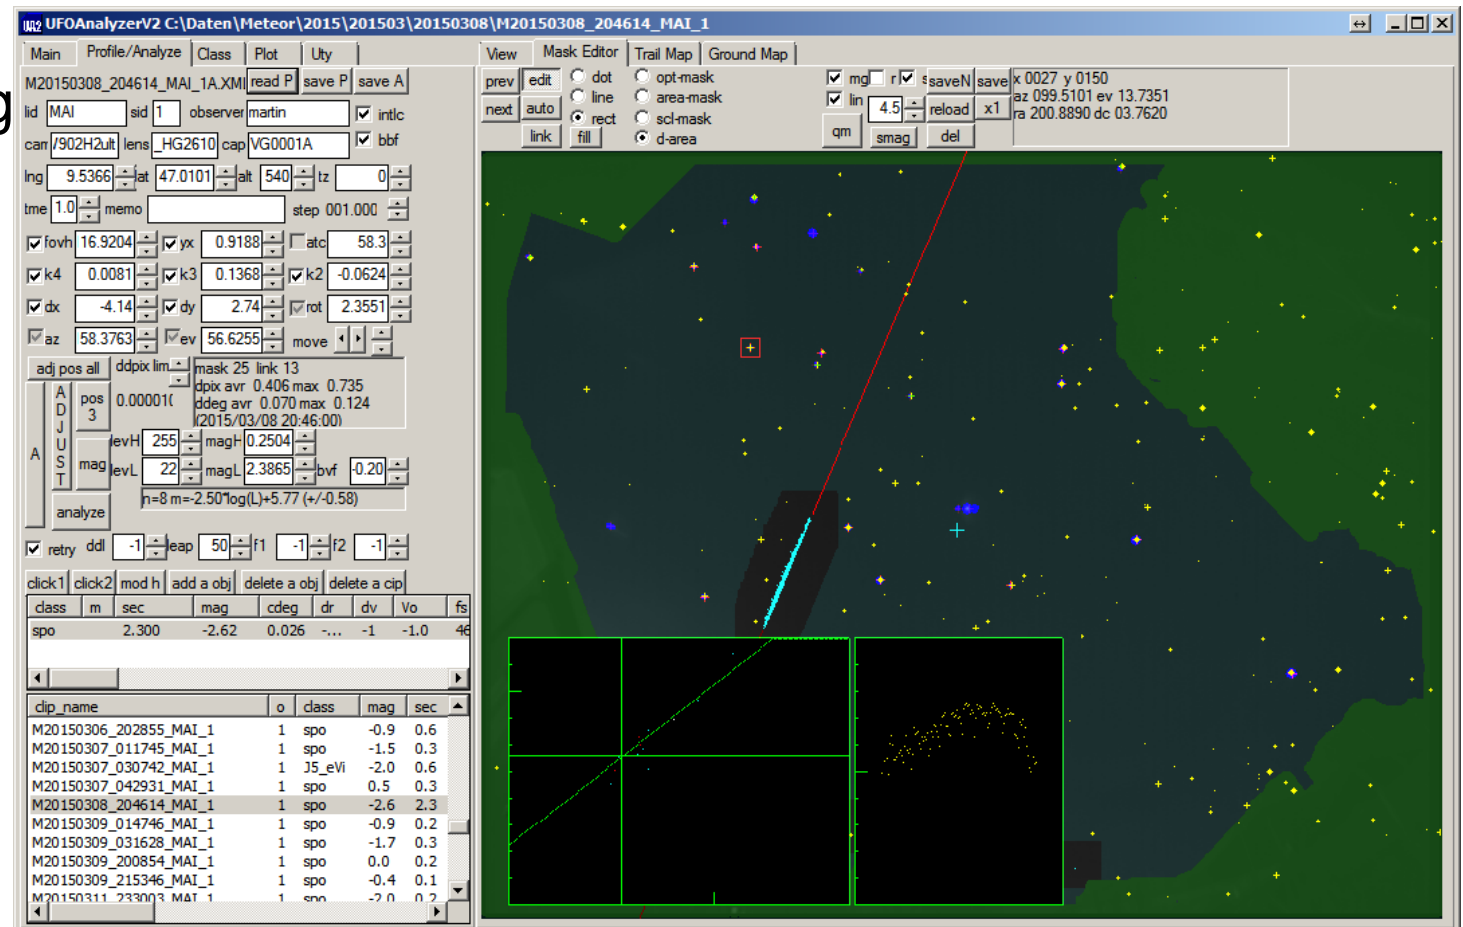 UFOAnalyzerV2 C:\Daten\Meteor\2015\201503\20150308\M20150308_204614_MAI_1
Main Profile/Analyze Class Plot Uty
View Mask Editor Trail Map Ground Map
M20150308_204614_MAI_1A.XMl read P save P save A
g
lid MAI sid 1 observer martin intlc
cam /902H2ult lens _HG2610 cap VG0001A bbf
lng 9.5366 lat 47.0101 alt 540 tz 0
tme 1.0 memo step 001.000
fovh 16.9204 yx 0.9188 atc 58.3
k4 0.0081 k3 0.1368 k2 -0.0624
dx -4.14 dy 2.74 rot 2.3551
az 58.3763 ev 56.6255 move
adj pos all ddpix lim
0.00001(
mask 25 link 13
dpix avr 0.406 max 0.735
ddeg avr 0.070 max 0.124
(2015/03/08 20:46:00)
A
ADJUST
pos 3
mag
levH 255 magH 0.2504
levL 22 magL 2.3865 bvf -0.20
n=8 m=-2.50*log(L)+5.77 (+/-0.58)
analyze
retry ddl -1 leap 50 f1 -1 f2 -1
click1 click2 mod h add a obj delete a obj delete a cip
class m sec mag cdeg dr dv Vo fs
spo 2.300 -2.62 0.026 -... -1 -1.0 46
clip_name o class mag sec
M20150306_202855_MAI_1 1 spo -0.9 0.6
M20150307_011745_MAI_1 1 spo -1.5 0.3
M20150307_030742_MAI_1 1 J5_eVi -2.0 0.6
M20150307_042931_MAI_1 1 spo 0.5 0.3
M20150308_204614_MAI_1 1 spo -2.6 2.3
M20150309_014746_MAI_1 1 spo -0.9 0.2
M20150309_031628_MAI_1 1 spo -1.7 0.3
M20150309_200854_MAI_1 1 spo 0.0 0.2
M20150309_215346_MAI_1 1 spo -0.4 0.1
M20150311_233003_MAI_1 1 spo -2.0 0.2
prev edit dot opt-mask mg r s saveN save
next auto line area-mask lin 4.5 reload x1
rect scl-mask
link fill d-area qm smag del
x 0027 y 0150
az 099.5101 ev 13.7351
ra 200.8890 dc 03.7620